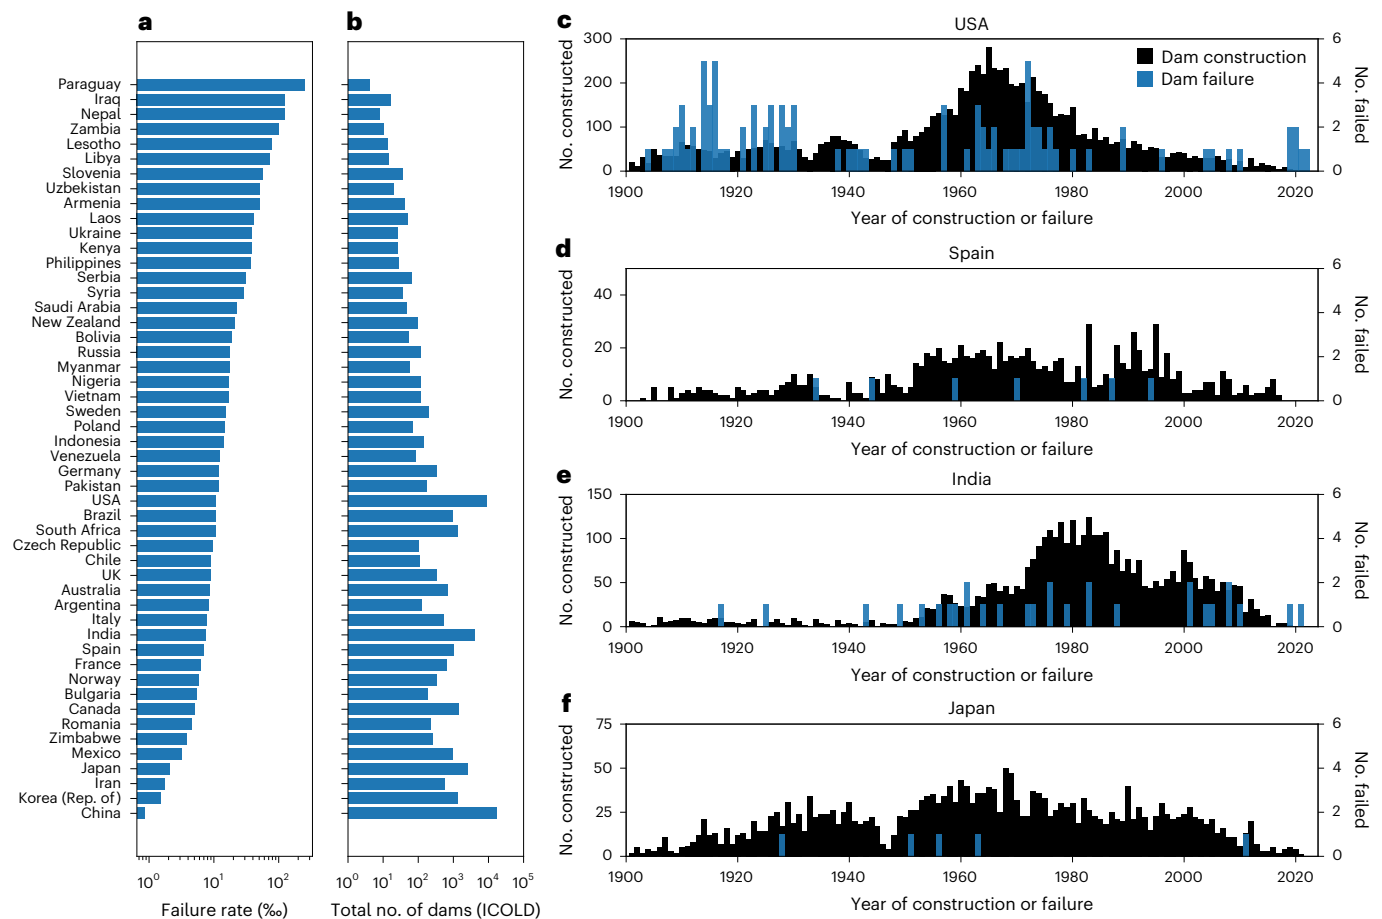 a
Paraguay
Iraq
Nepal
Zambia
Lesotho
Libya
Slovenia
Uzbekistan
Armenia
Laos
Ukraine
Kenya
Philippines
Serbia
Syria
Saudi Arabia
New Zealand
Bolivia
Russia
Myanmar
Nigeria
Vietnam
Sweden
Poland
Indonesia
Venezuela
Germany
Pakistan
USA
Brazil
South Africa
Czech Republic
Chile
UK
Australia
Argentina
Italy
India
Spain
France
Norway
Bulgaria
Canada
Romania
Zimbabwe
Mexico
Japan
Iran
Korea (Rep. of)
China
10⁰ 10¹ 10²
Failure rate (‰)
b
10⁰ 10¹ 10² 10³ 10⁴ 10⁵
Total no. of dams (ICOLD)
c
USA
No. constructed
300
200
100
0
Dam construction
Dam failure
6
4
2
0
No. failed
1900 1920 1940 1960 1980 2000 2020
Year of construction or failure
d
Spain
No. constructed
40
20
0
6
4
2
0
No. failed
1900 1920 1940 1960 1980 2000 2020
Year of construction or failure
e
India
No. constructed
150
100
50
0
6
4
2
0
No. failed
1900 1920 1940 1960 1980 2000 2020
Year of construction or failure
f
Japan
No. constructed
75
50
25
0
6
4
2
0
No. failed
1900 1920 1940 1960 1980 2000 2020
Year of construction or failure